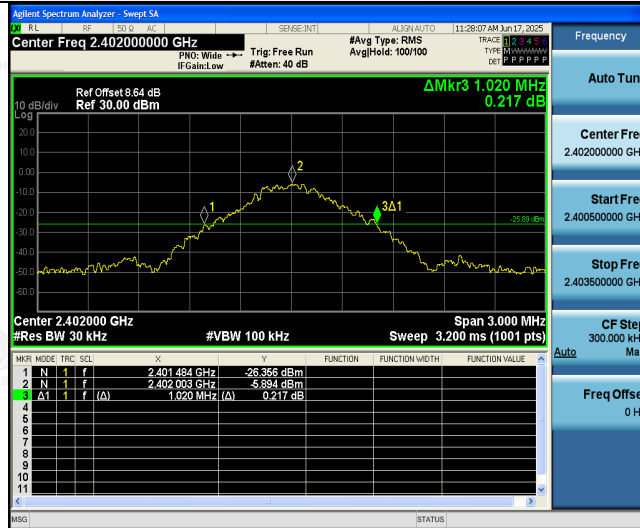 Agilent Spectrum Analyzer - Swept SA
LXI RL RF 50 Ω AC SENSE:INT ALIGN AUTO 11:28:07 AM Jun 17, 2025
Center Freq 2.402000000 GHz
#Avg Type: RMS
TRACE 1 2 3 4 5 6
PNO: Wide
Trig: Free Run
Avg|Hold: 100/100
TYPE M WWWWW
IFGain:Low
#Atten: 40 dB
DET P P P P P P
ΔMkr3 1.020 MHz
0.217 dB
Ref Offset 8.64 dB
10 dB/div Ref 30.00 dBm
Log
20.0
10.0
0.00
-10.0
-20.0
-30.0
-40.0
-50.0
-60.0
1
2
3Δ1
-25.89 dBm
Center 2.402000 GHz Span 3.000 MHz
#Res BW 30 kHz #VBW 100 kHz Sweep 3.200 ms (1001 pts)
MKR MODE TRC SCL X Y FUNCTION FUNCTION WIDTH FUNCTION VALUE
1 N 1 f 2.401 484 GHz -26.356 dBm
2 N 1 f 2.402 003 GHz -5.894 dBm
3 Δ1 1 f (Δ) 1.020 MHz (Δ) 0.217 dB
4
5
6
7
8
9
10
11
MSG STATUS
Frequency
Auto Tun
Center Fre
2.402000000 GH
Start Fre
2.400500000 GH
Stop Fre
2.403500000 GH
CF Ste
300.000 kH
Auto Ma
Freq Offse
0 H